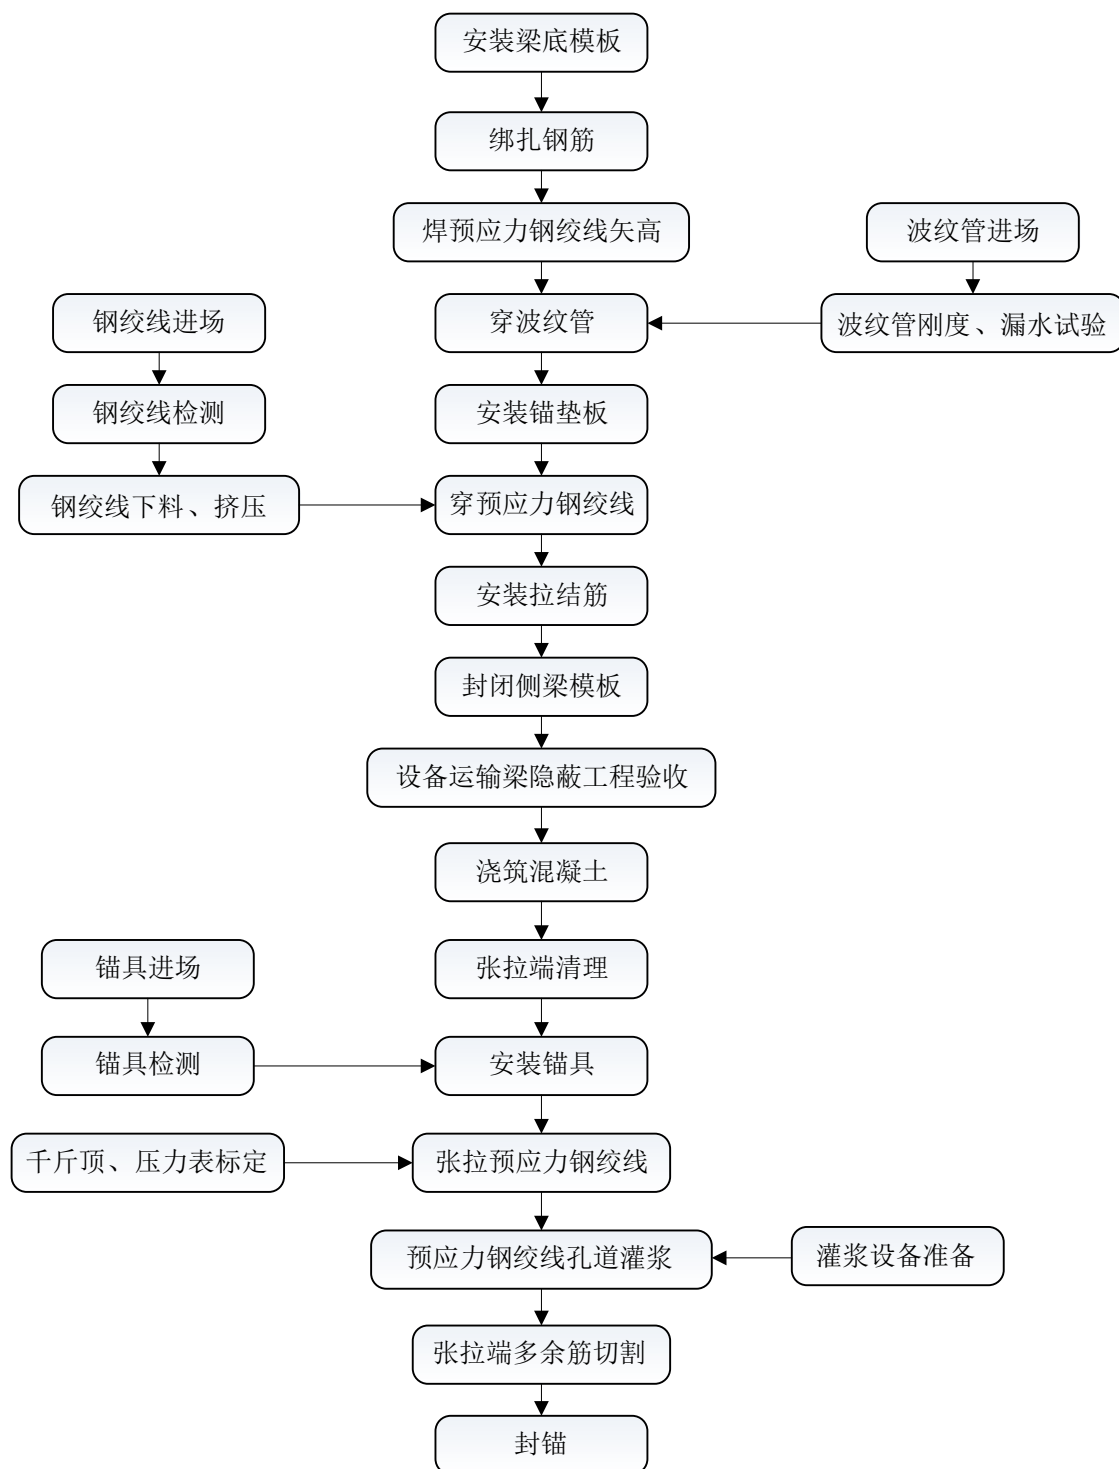 安装梁底模板
绑扎钢筋
焊预应力钢绞线矢高
波纹管进场
钢绞线进场
穿波纹管
波纹管刚度、漏水试验
钢绞线检测
安装锚垫板
钢绞线下料、挤压
穿预应力钢绞线
安装拉结筋
封闭侧梁模板
设备运输梁隐蔽工程验收
浇筑混凝土
锚具进场
张拉端清理
锚具检测
安装锚具
千斤顶、压力表标定
张拉预应力钢绞线
预应力钢绞线孔道灌浆
灌浆设备准备
张拉端多余筋切割
封锚